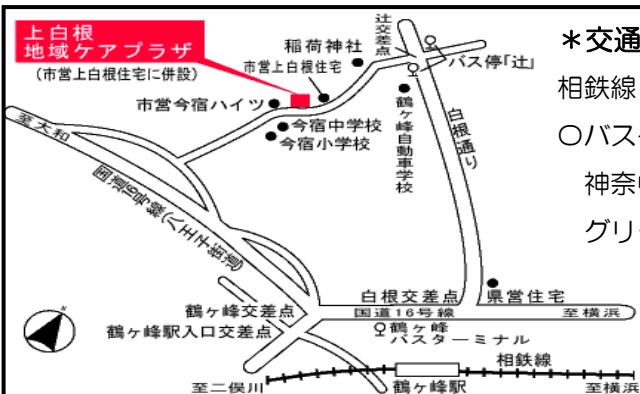 上白根
地域ケアプラザ
(市営上白根住宅に併設)
稲荷神社
市営上白根住宅
辻交差点
バス停「辻」
市営今宿ハイツ
今宿中学校
今宿小学校
鶴ヶ峰自動車学校
白根通り
至大和
国道16号線(八王子街道)
鶴ヶ峰交差点
鶴ヶ峰駅入口交差点
白根交差点
県営住宅
国道16号線
至横浜
鶴ヶ峰
バスターミナル
相鉄線
至二俣川
鶴ヶ峰駅
至横浜
N
＊交通
相鉄線
〇バス
神奈
グリ